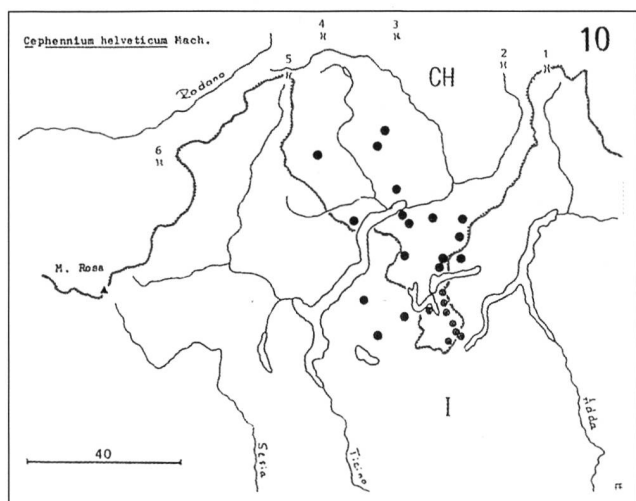 Cephennium helveticum Mach.
10
4
3
5
2
1
CH
Rodano
6
M. Rosa
I
Adda
40
Sesia
Ticino